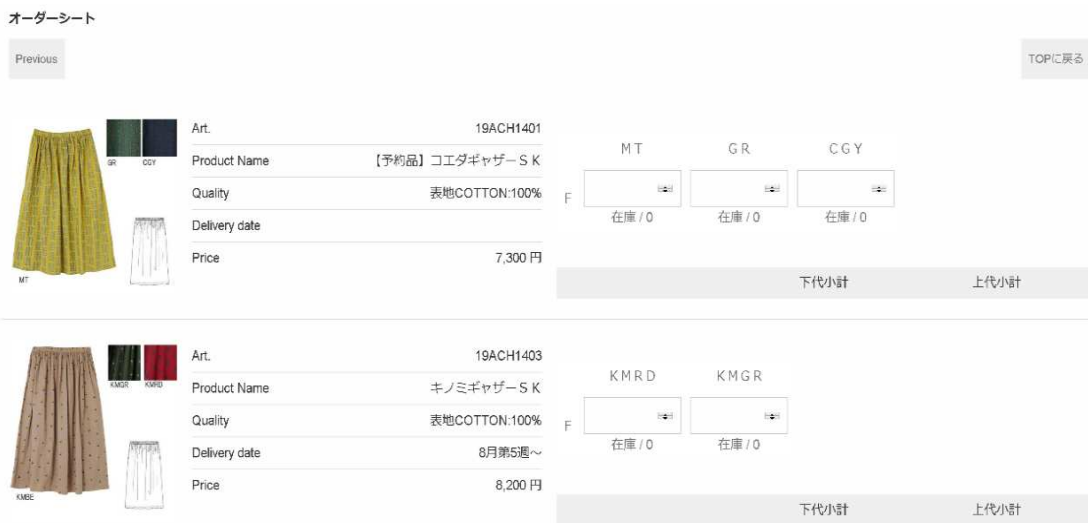 オーダーシート
Previous
TOPに戻る
GR CGY
MT
Art. 19ACH1401
Product Name 【予約品】コエダギャザーＳＫ
Quality 表地COTTON:100%
Delivery date
Price 7,300 円
MT GR CGY
F
在庫 / 0 在庫 / 0 在庫 / 0
下代小計 上代小計
KMGR KMRD
KMBE
Art. 19ACH1403
Product Name キノミギャザーＳＫ
Quality 表地COTTON:100%
Delivery date 8月第5週～
Price 8,200 円
KMRD KMGR
F
在庫 / 0 在庫 / 0
下代小計 上代小計